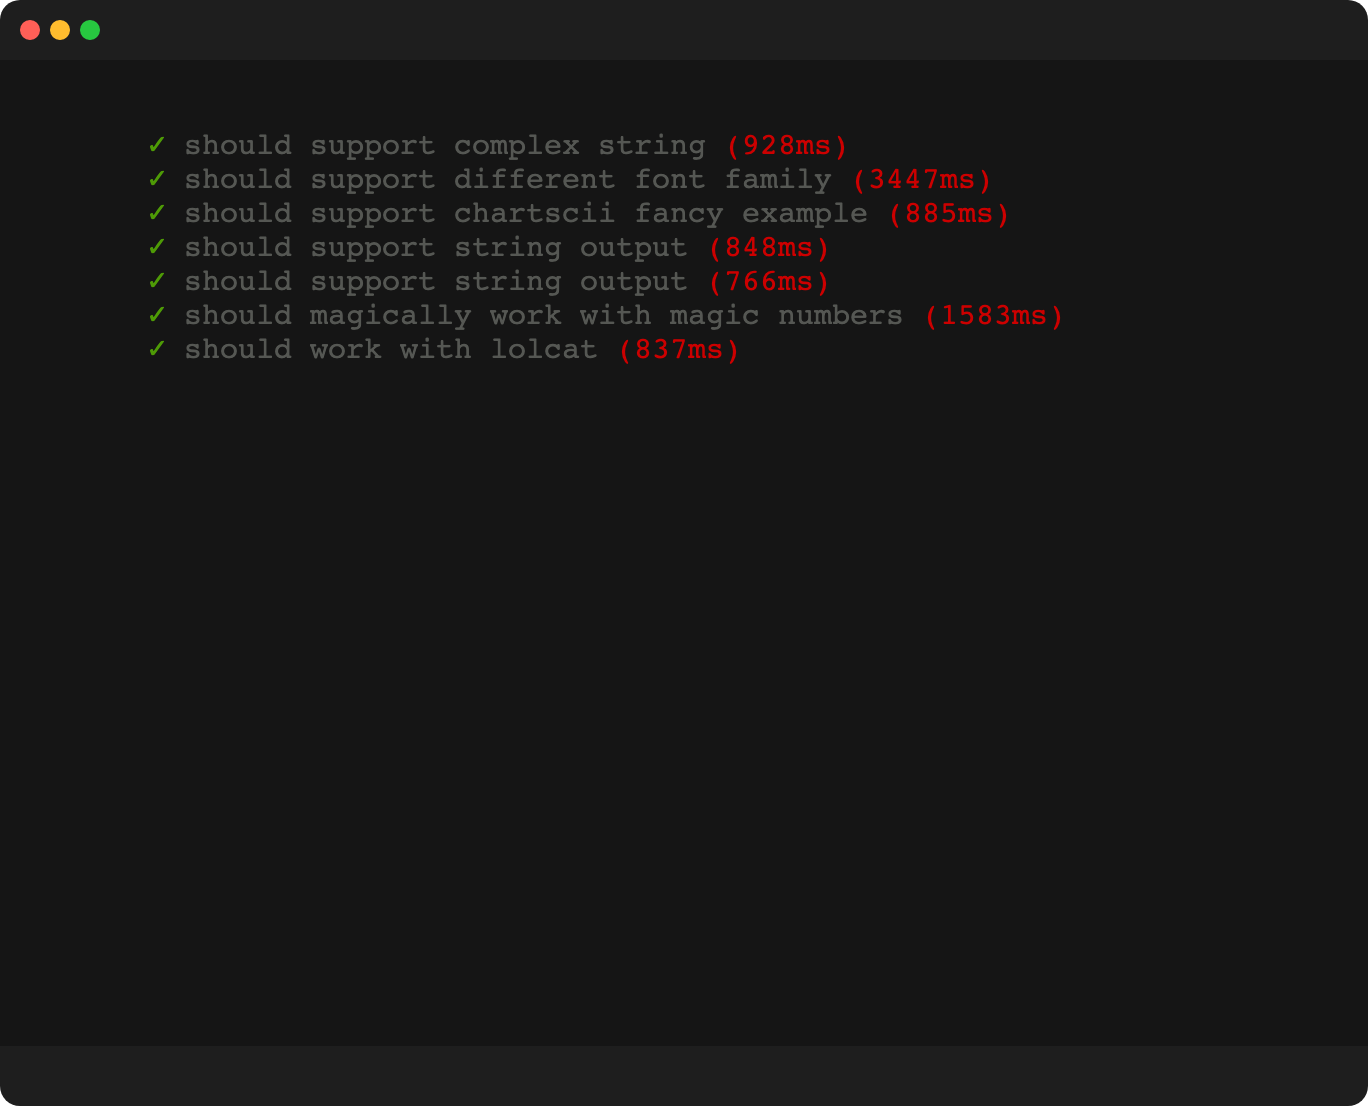 ✓ should support complex string (928ms)
✓ should support different font family (3447ms)
✓ should support chartscii fancy example (885ms)
✓ should support string output (848ms)
✓ should support string output (766ms)
✓ should magically work with magic numbers (1583ms)
✓ should work with lolcat (837ms)